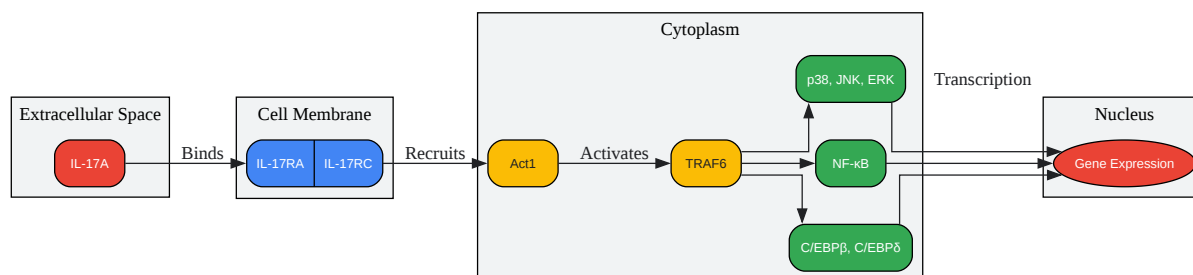 Cytoplasm
p38, JNK, ERK
Transcription
Extracellular Space
Cell Membrane
Nucleus
IL-17A
Binds
IL-17RA
IL-17RC
Recruits
Act1
Activates
TRAF6
NF-κB
Gene Expression
C/EBPβ, C/EBPδ